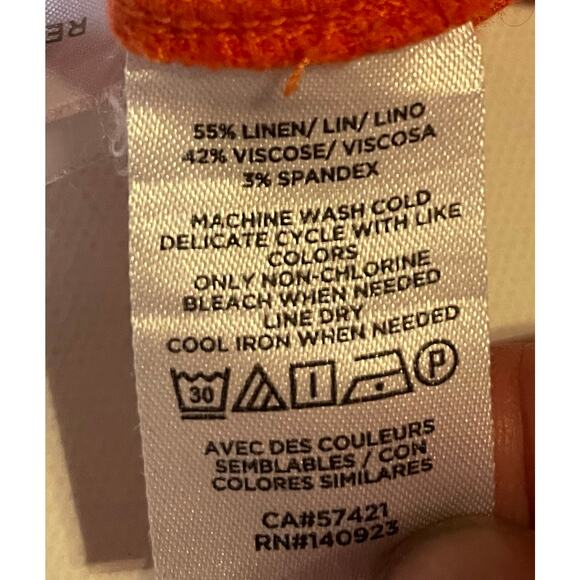 RE
55% LINEN/ LIN/ LINO
42% VISCOSE/ VISCOSA
3% SPANDEX
MACHINE WASH COLD
DELICATE CYCLE WITH LIKE
COLORS
ONLY NON-CHLORINE
BLEACH WHEN NEEDED
LINE DRY
COOL IRON WHEN NEEDED
30 P
AVEC DES COULEURS
SEMBLABLES / CON
COLORES SIMILARES
CA#57421
RN#140923